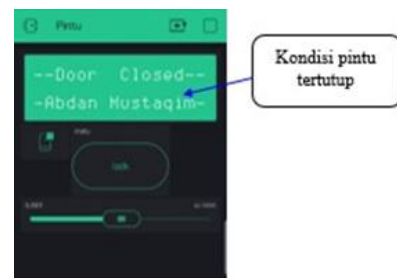 Pintu
--Door Closed--
-Abdan Mustaqim-
lock
Kondisi pintu
tertutup